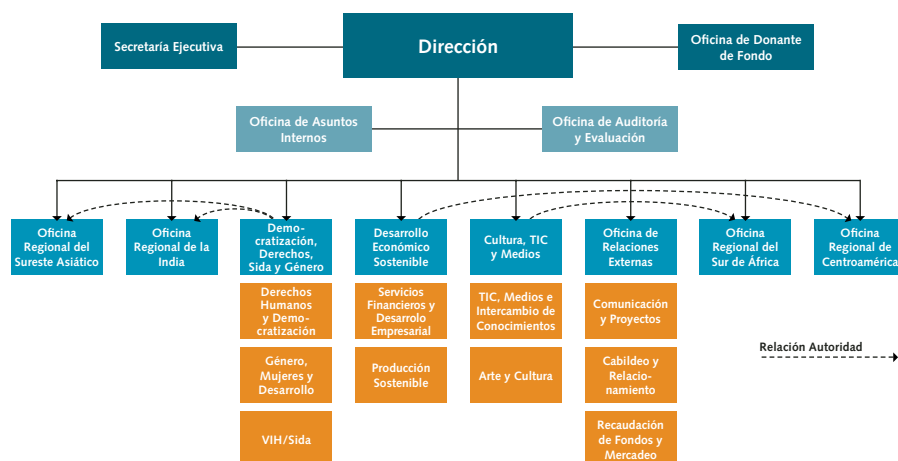 Secretaría Ejecutiva
Dirección
Oficina de Donante
de Fondo
Oficina de Asuntos
Internos
Oficina de Auditoría
y Evaluación
Oficina
Regional del
Sureste Asiático
Oficina
Regional de la
India
Demo-
cratización,
Derechos,
Sida y Género
Desarrollo
Económico
Sostenible
Cultura, TIC
y Medios
Oficina de
Relaciones
Externas
Oficina
Regional del
Sur de África
Oficina
Regional de
Centroamérica
Derechos
Humanos
y Demo-
cratización
Servicios
Financieros y
Desarrolo
Empresarial
TIC, Medios e
Intercambio de
Conocimientos
Comunicación
y Proyectos
Relación Autoridad
Género,
Mujeres y
Desarrollo
Producción
Sostenible
Arte y Cultura
Cabildeo y
Relacio-
namiento
VIH/Sida
Recaudación
de Fondos y
Mercadeo